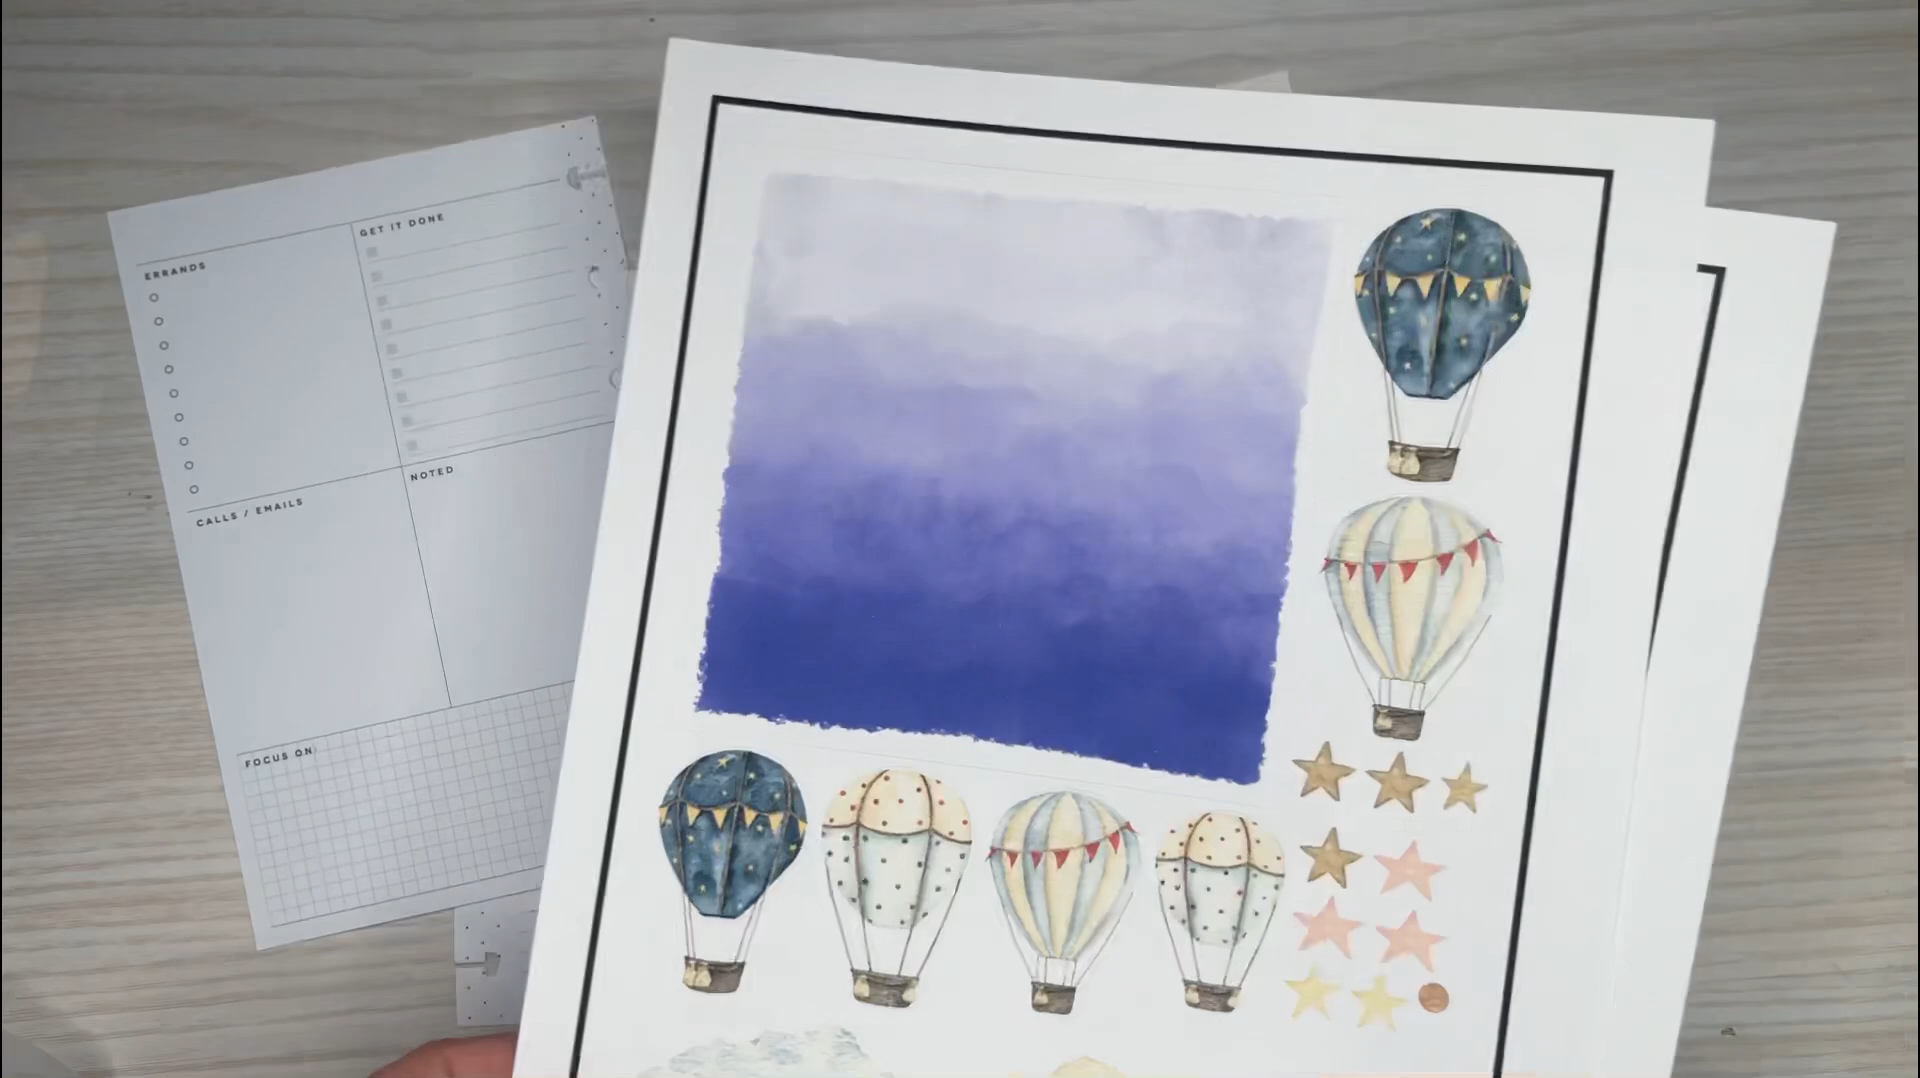 GET IT DONE
ERRANDS
NOTED
CALLS / EMAILS
FOCUS ON